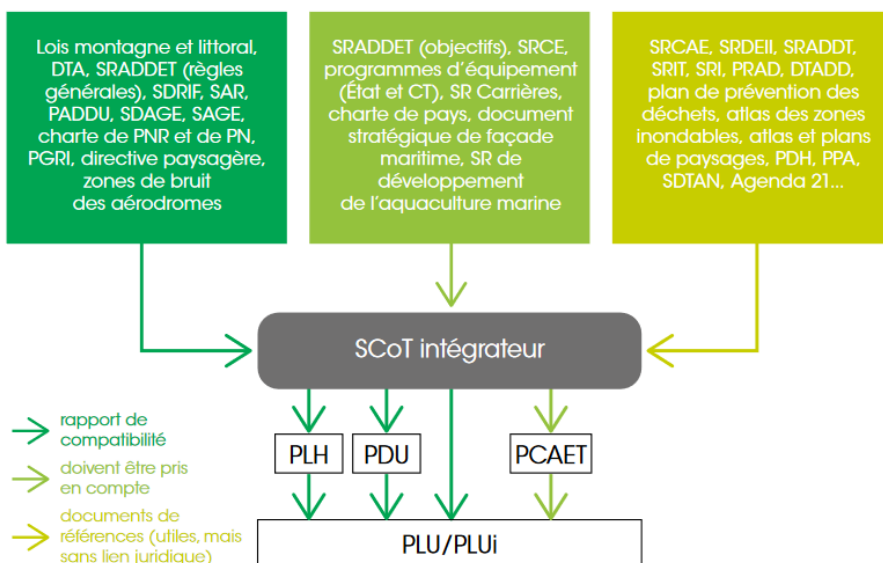 Lois montagne et littoral,
DTA, SRADDET (règles
générales), SDRIF, SAR,
PADDU, SDAGE, SAGE,
charte de PNR et de PN,
PGRI, directive paysagère,
zones de bruit
des aérodromes
SRADDET (objectifs), SRCE,
programmes d'équipement
(État et CT), SR Carrières,
charte de pays, document
stratégique de façade
maritime, SR de
développement
de l'aquaculture marine
SRCAE, SRDEII, SRADDT,
SRIT, SRI, PRAD, DTADD,
plan de prévention des
déchets, atlas des zones
inondables, atlas et plans
de paysages, PDH, PPA,
SDTAN, Agenda 21...
SCoT intégrateur
rapport de
compatibilité
doivent être pris
en compte
documents de
références (utiles, mais
sans lien juridique)
PLH
PDU
PCAET
PLU/PLUi